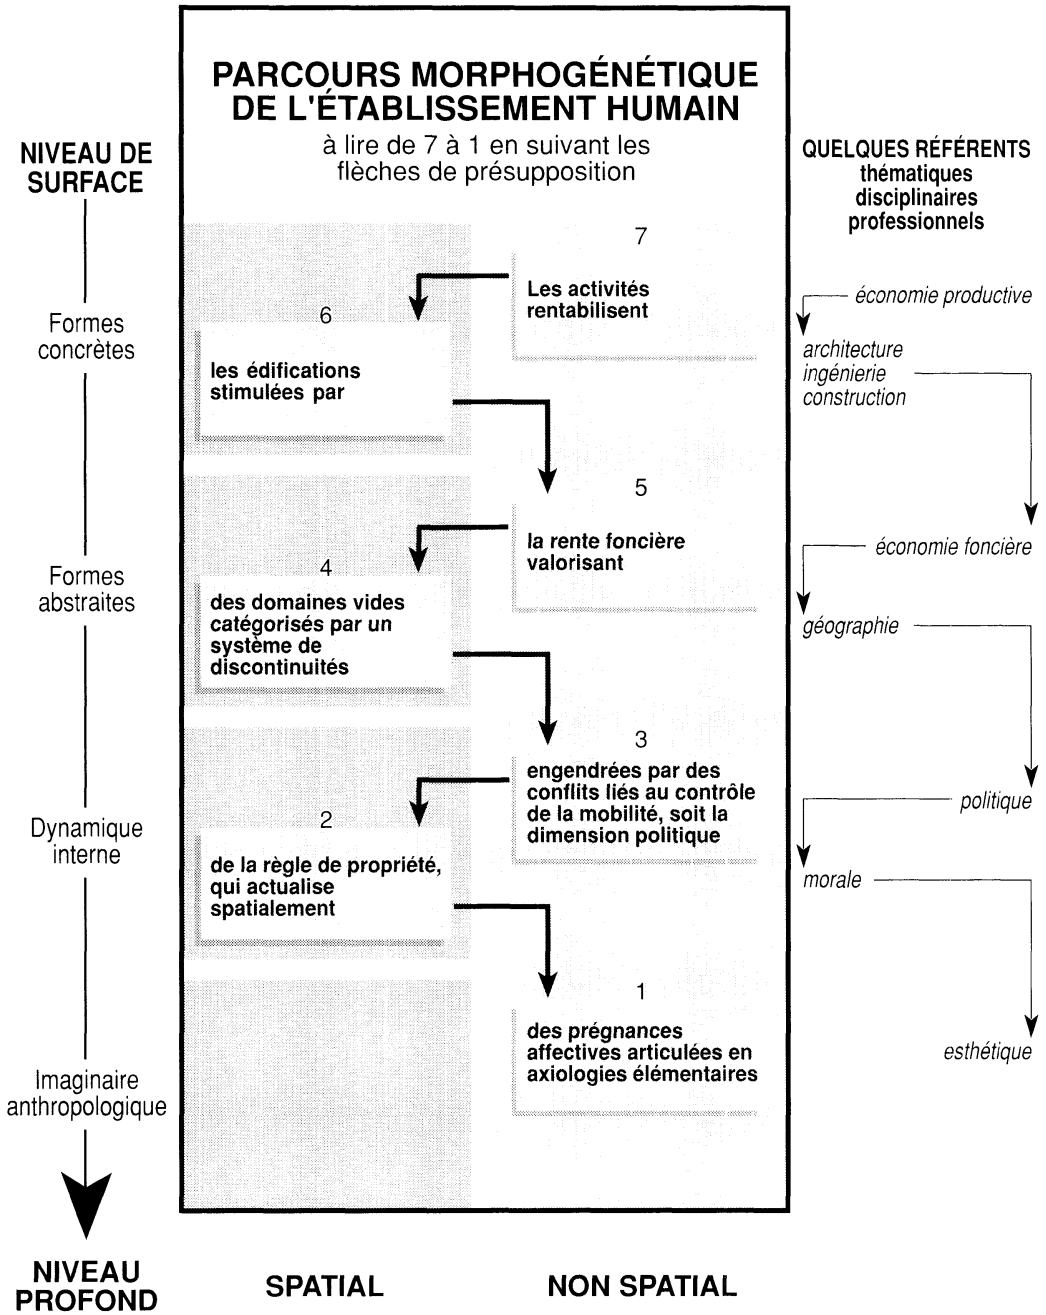 PARCOURS MORPHOGÉNÉTIQUE
DE L'ÉTABLISSEMENT HUMAIN
à lire de 7 à 1 en suivant les
flèches de présupposition
NIVEAU DE
SURFACE
Formes
concrètes
Formes
abstraites
Dynamique
interne
Imaginaire
anthropologique
NIVEAU
PROFOND
7
Les activités
rentabilisent
6
les édifications
stimulées par
5
la rente foncière
valorisant
4
des domaines vides
catégorisés par un
système de
discontinuités
3
engendrées par des
conflits liés au contrôle
de la mobilité, soit la
dimension politique
2
de la règle de propriété,
qui actualise
spatialement
1
des prégnances
affectives articulées en
axiologies élémentaires
SPATIAL
NON SPATIAL
QUELQUES RÉFÉRENTS
thématiques
disciplinaires
professionnels
économie productive
architecture
ingénierie
construction
économie foncière
géographie
politique
morale
esthétique